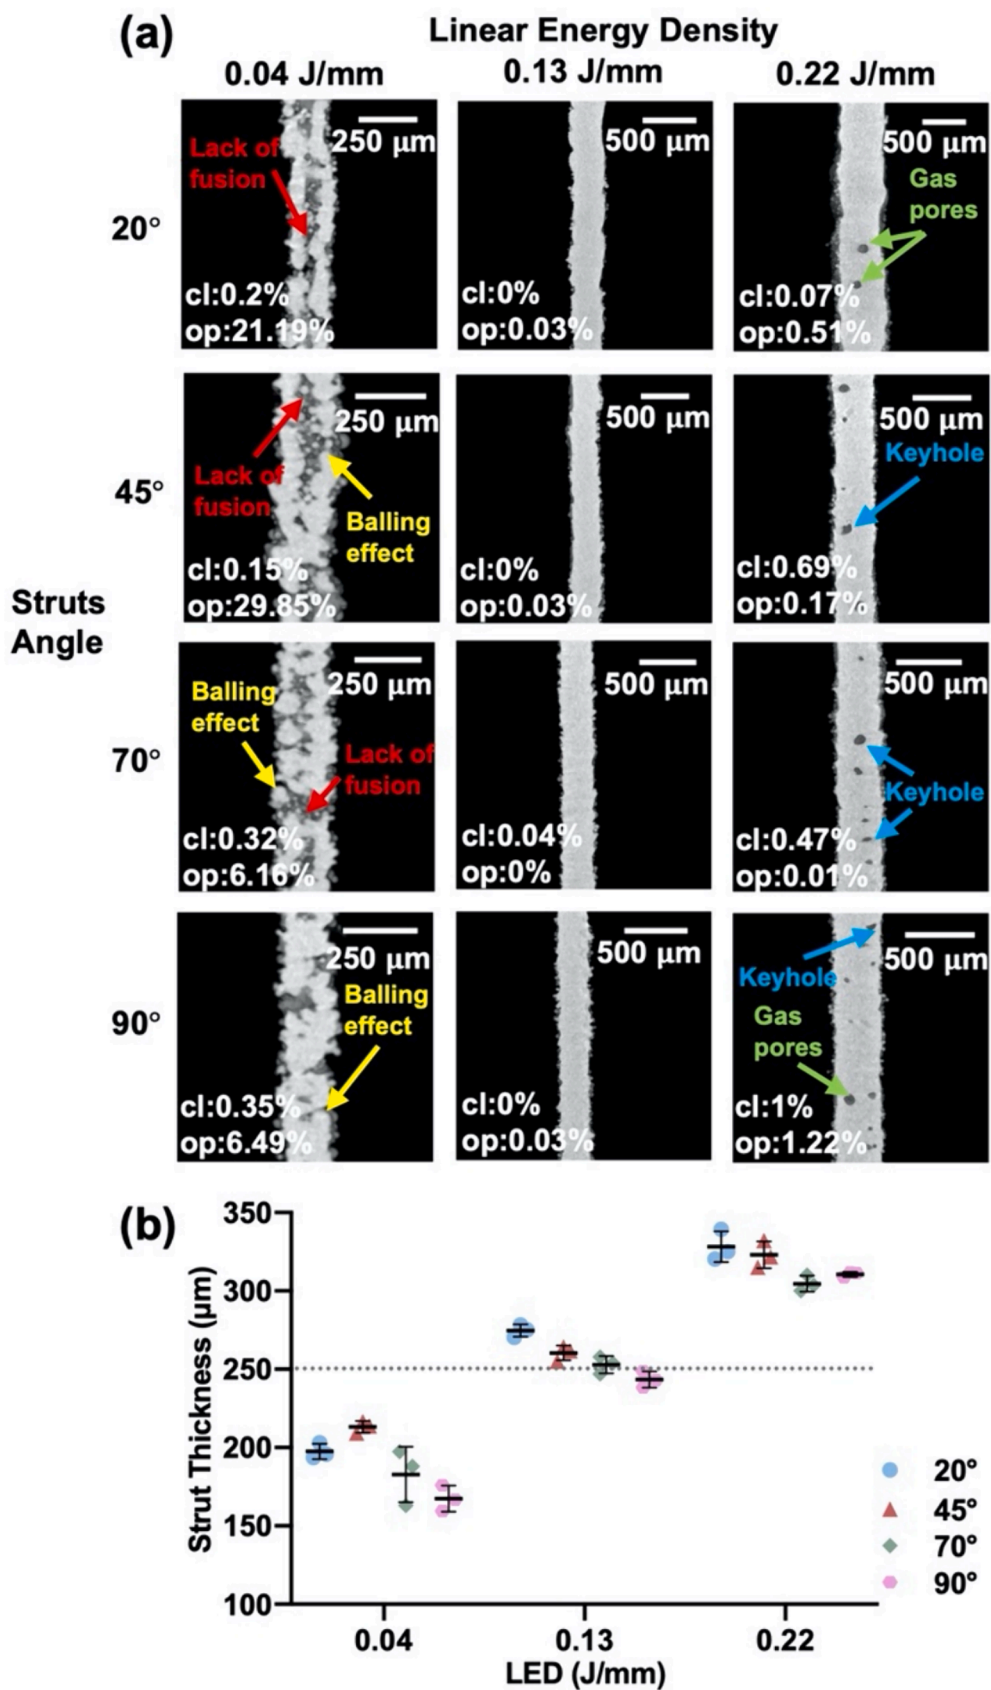 (a)
Linear Energy Density
0.04 J/mm 0.13 J/mm 0.22 J/mm
Struts
Angle
20°
250 μm
Lack of
fusion
cl:0.2%
op:21.19%
500 μm
cl:0%
op:0.03%
500 μm
Gas
pores
cl:0.07%
op:0.51%
45°
250 μm
Lack of
fusion
Balling
effect
cl:0.15%
op:29.85%
500 μm
cl:0%
op:0.03%
500 μm
Keyhole
cl:0.69%
op:0.17%
70°
250 μm
Balling
effect
Lack of
fusion
cl:0.32%
op:6.16%
500 μm
cl:0.04%
op:0%
500 μm
Keyhole
cl:0.47%
op:0.01%
90°
250 μm
Balling
effect
cl:0.35%
op:6.49%
500 μm
cl:0%
op:0.03%
500 μm
Keyhole
Gas
pores
cl:1%
op:1.22%
(b)
Strut Thickness (μm)
350
300
250
200
150
100
20°
45°
70°
90°
0.04 0.13 0.22
LED (J/mm)